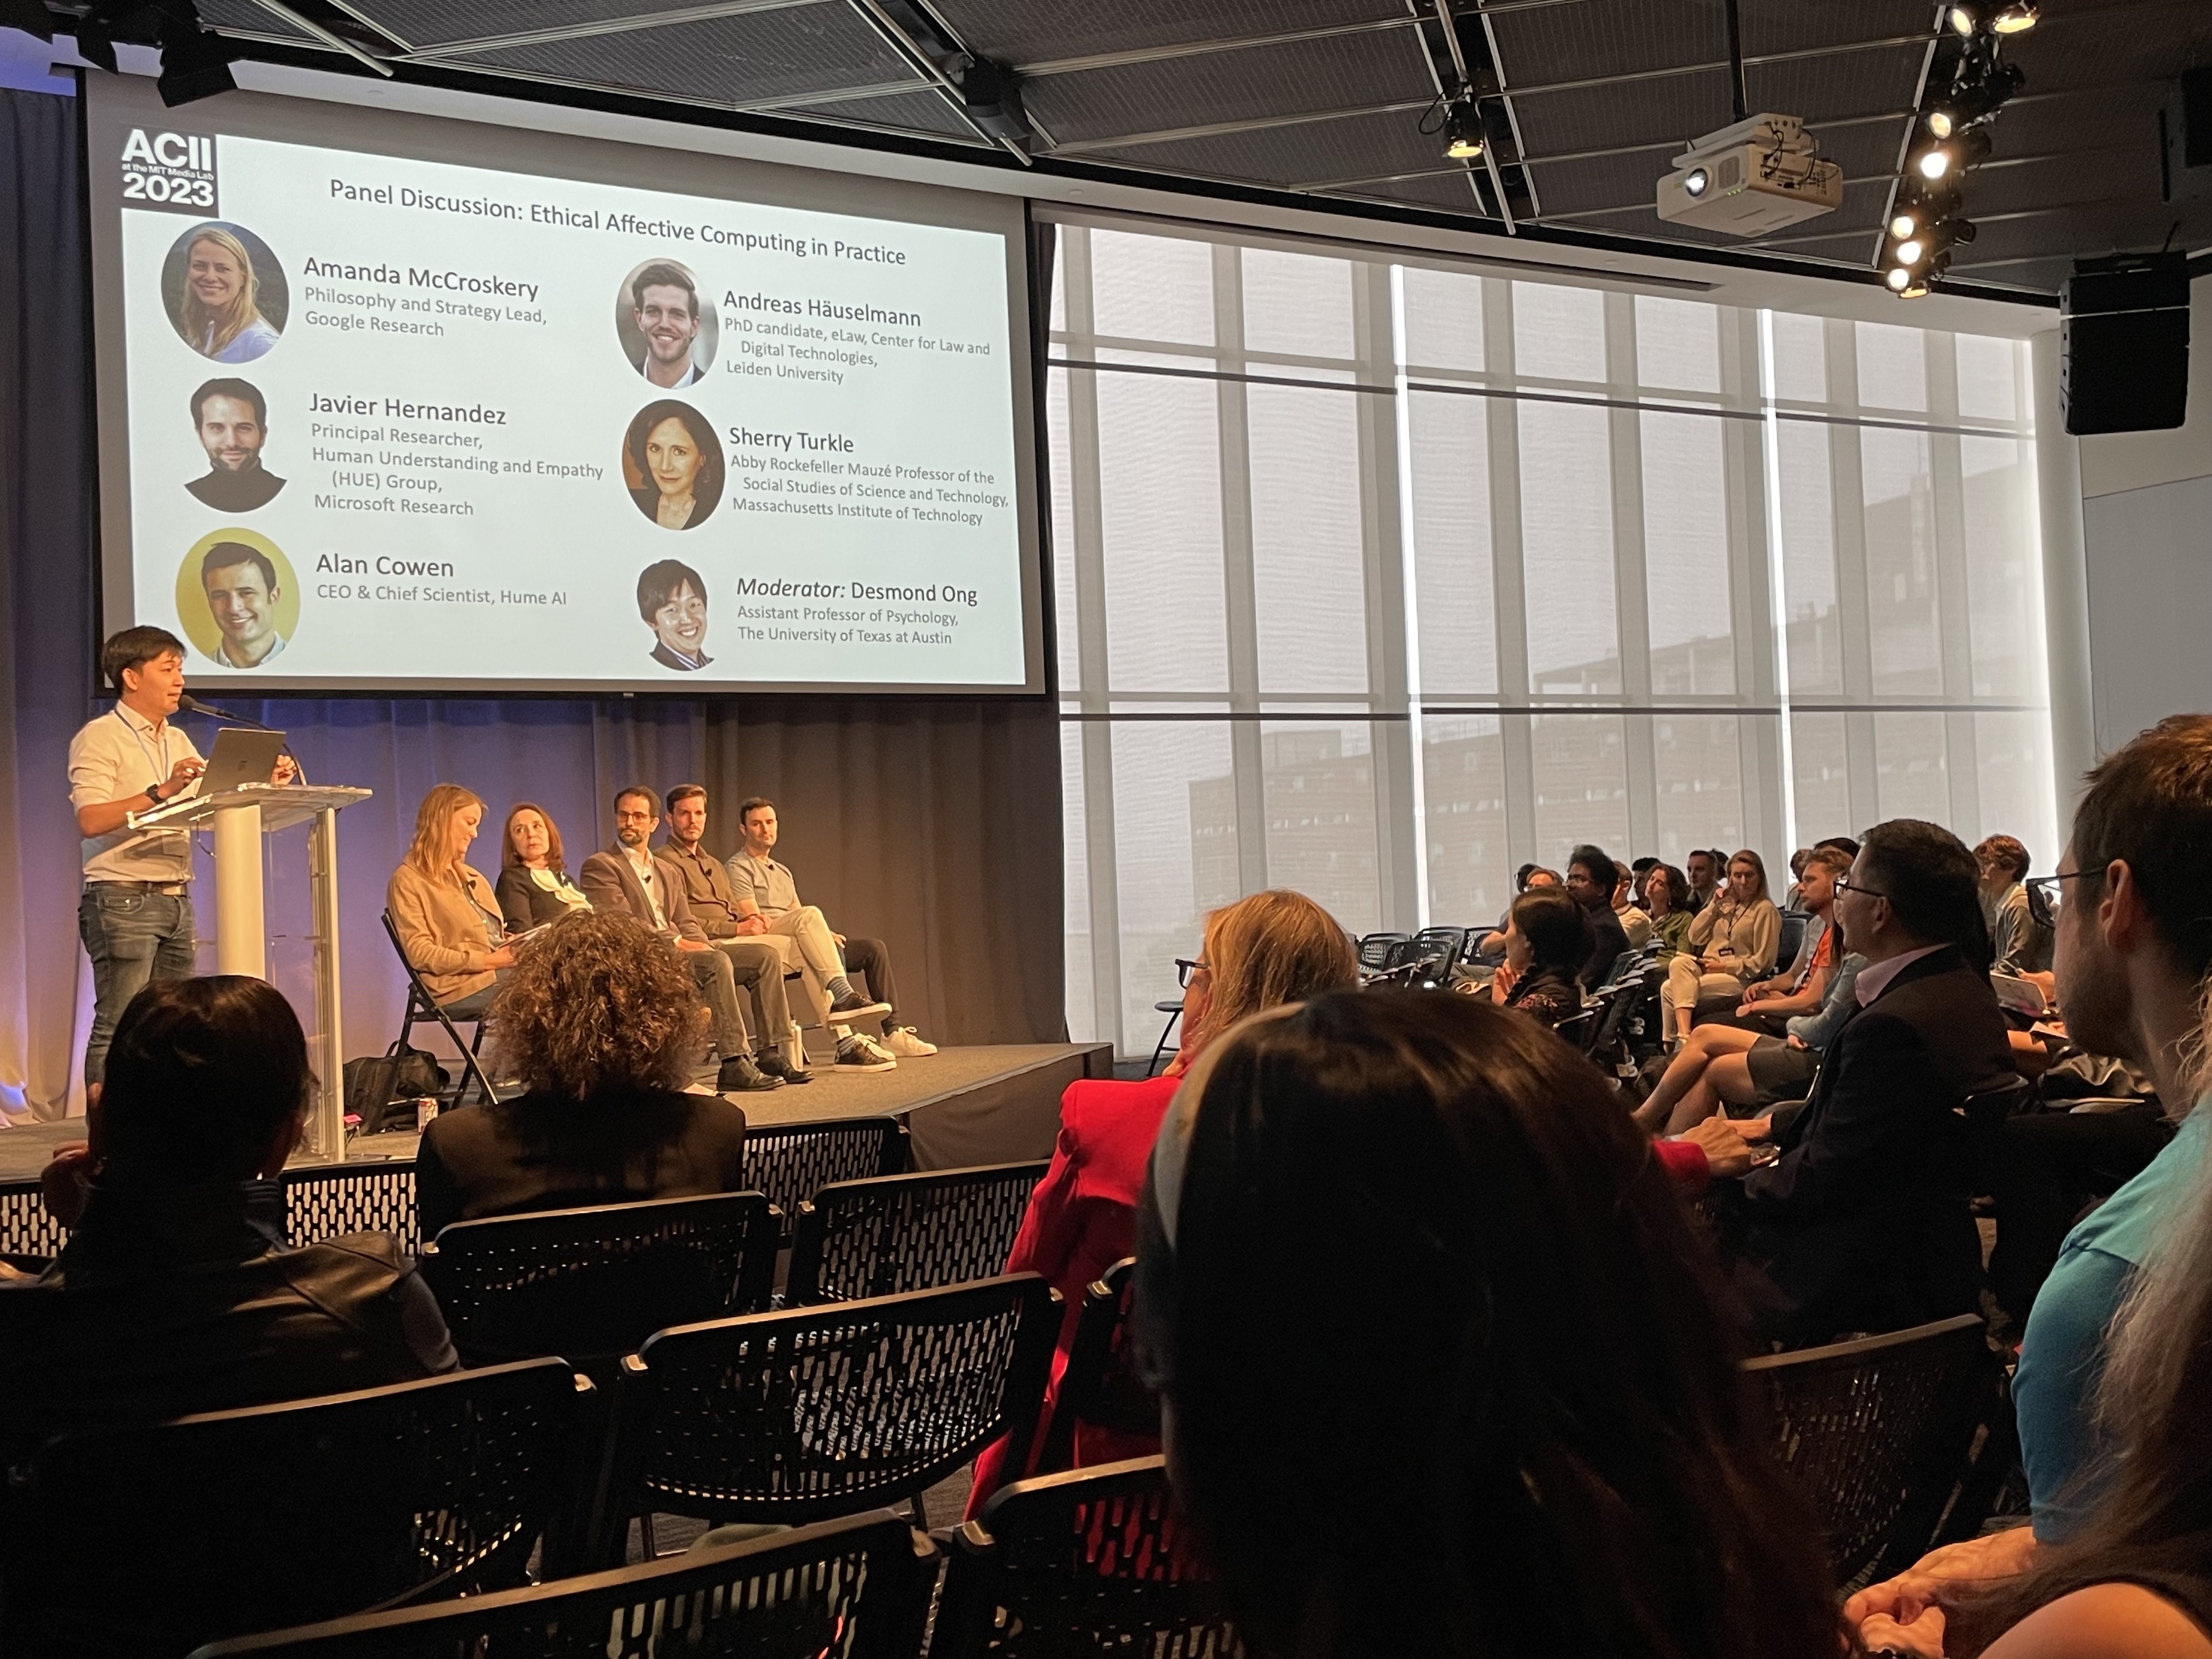 ACII
at the MIT Media Lab
2023
Panel Discussion: Ethical Affective Computing in Practice
Amanda McCroskery
Philosophy and Strategy Lead,
Google Research
Javier Hernandez
Principal Researcher,
Human Understanding and Empathy
(HUE) Group,
Microsoft Research
Alan Cowen
CEO & Chief Scientist, Hume AI
Andreas Häuselmann
PhD candidate, eLaw, Center for Law and
Digital Technologies,
Leiden University
Sherry Turkle
Abby Rockefeller Mauzé Professor of the
Social Studies of Science and Technology,
Massachusetts Institute of Technology
Moderator: Desmond Ong
Assistant Professor of Psychology,
The University of Texas at Austin